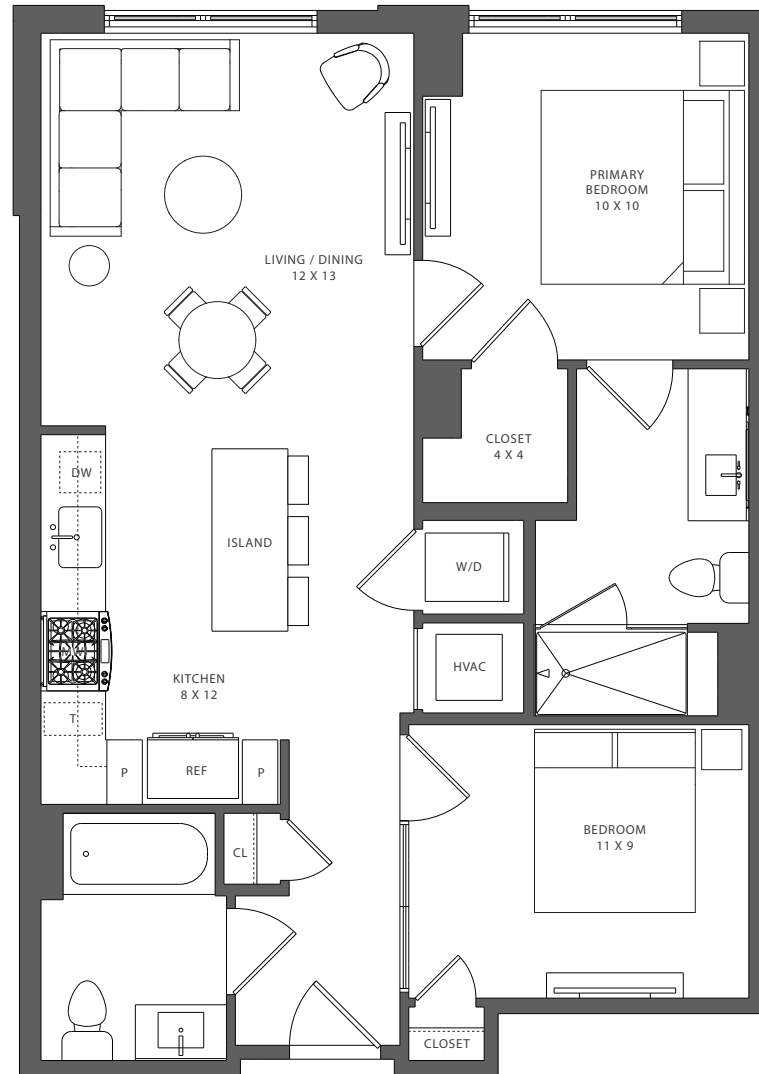 PRIMARY
BEDROOM
10 X 10
LIVING / DINING
12 X 13
CLOSET
4 X 4
DW
ISLAND
W/D
KITCHEN
8 X 12
HVAC
T
P
REF
P
CL
BEDROOM
11 X 9
CLOSET